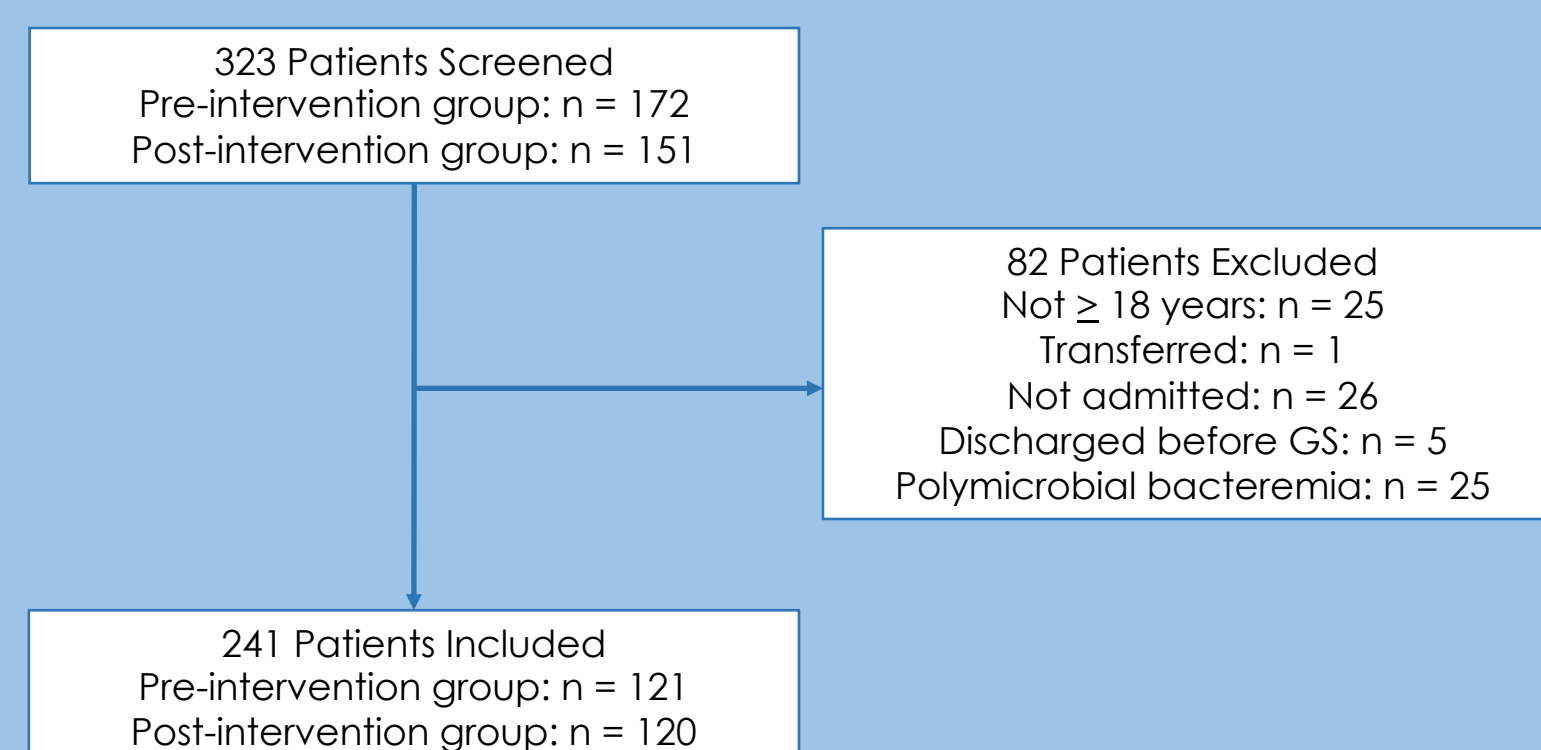 323 Patients Screened
Pre-intervention group: n = 172
Post-intervention group: n = 151
82 Patients Excluded
Not ≥ 18 years: n = 25
Transferred: n = 1
Not admitted: n = 26
Discharged before GS: n = 5
Polymicrobial bacteremia: n = 25
241 Patients Included
Pre-intervention group: n = 121
Post-intervention group: n = 120